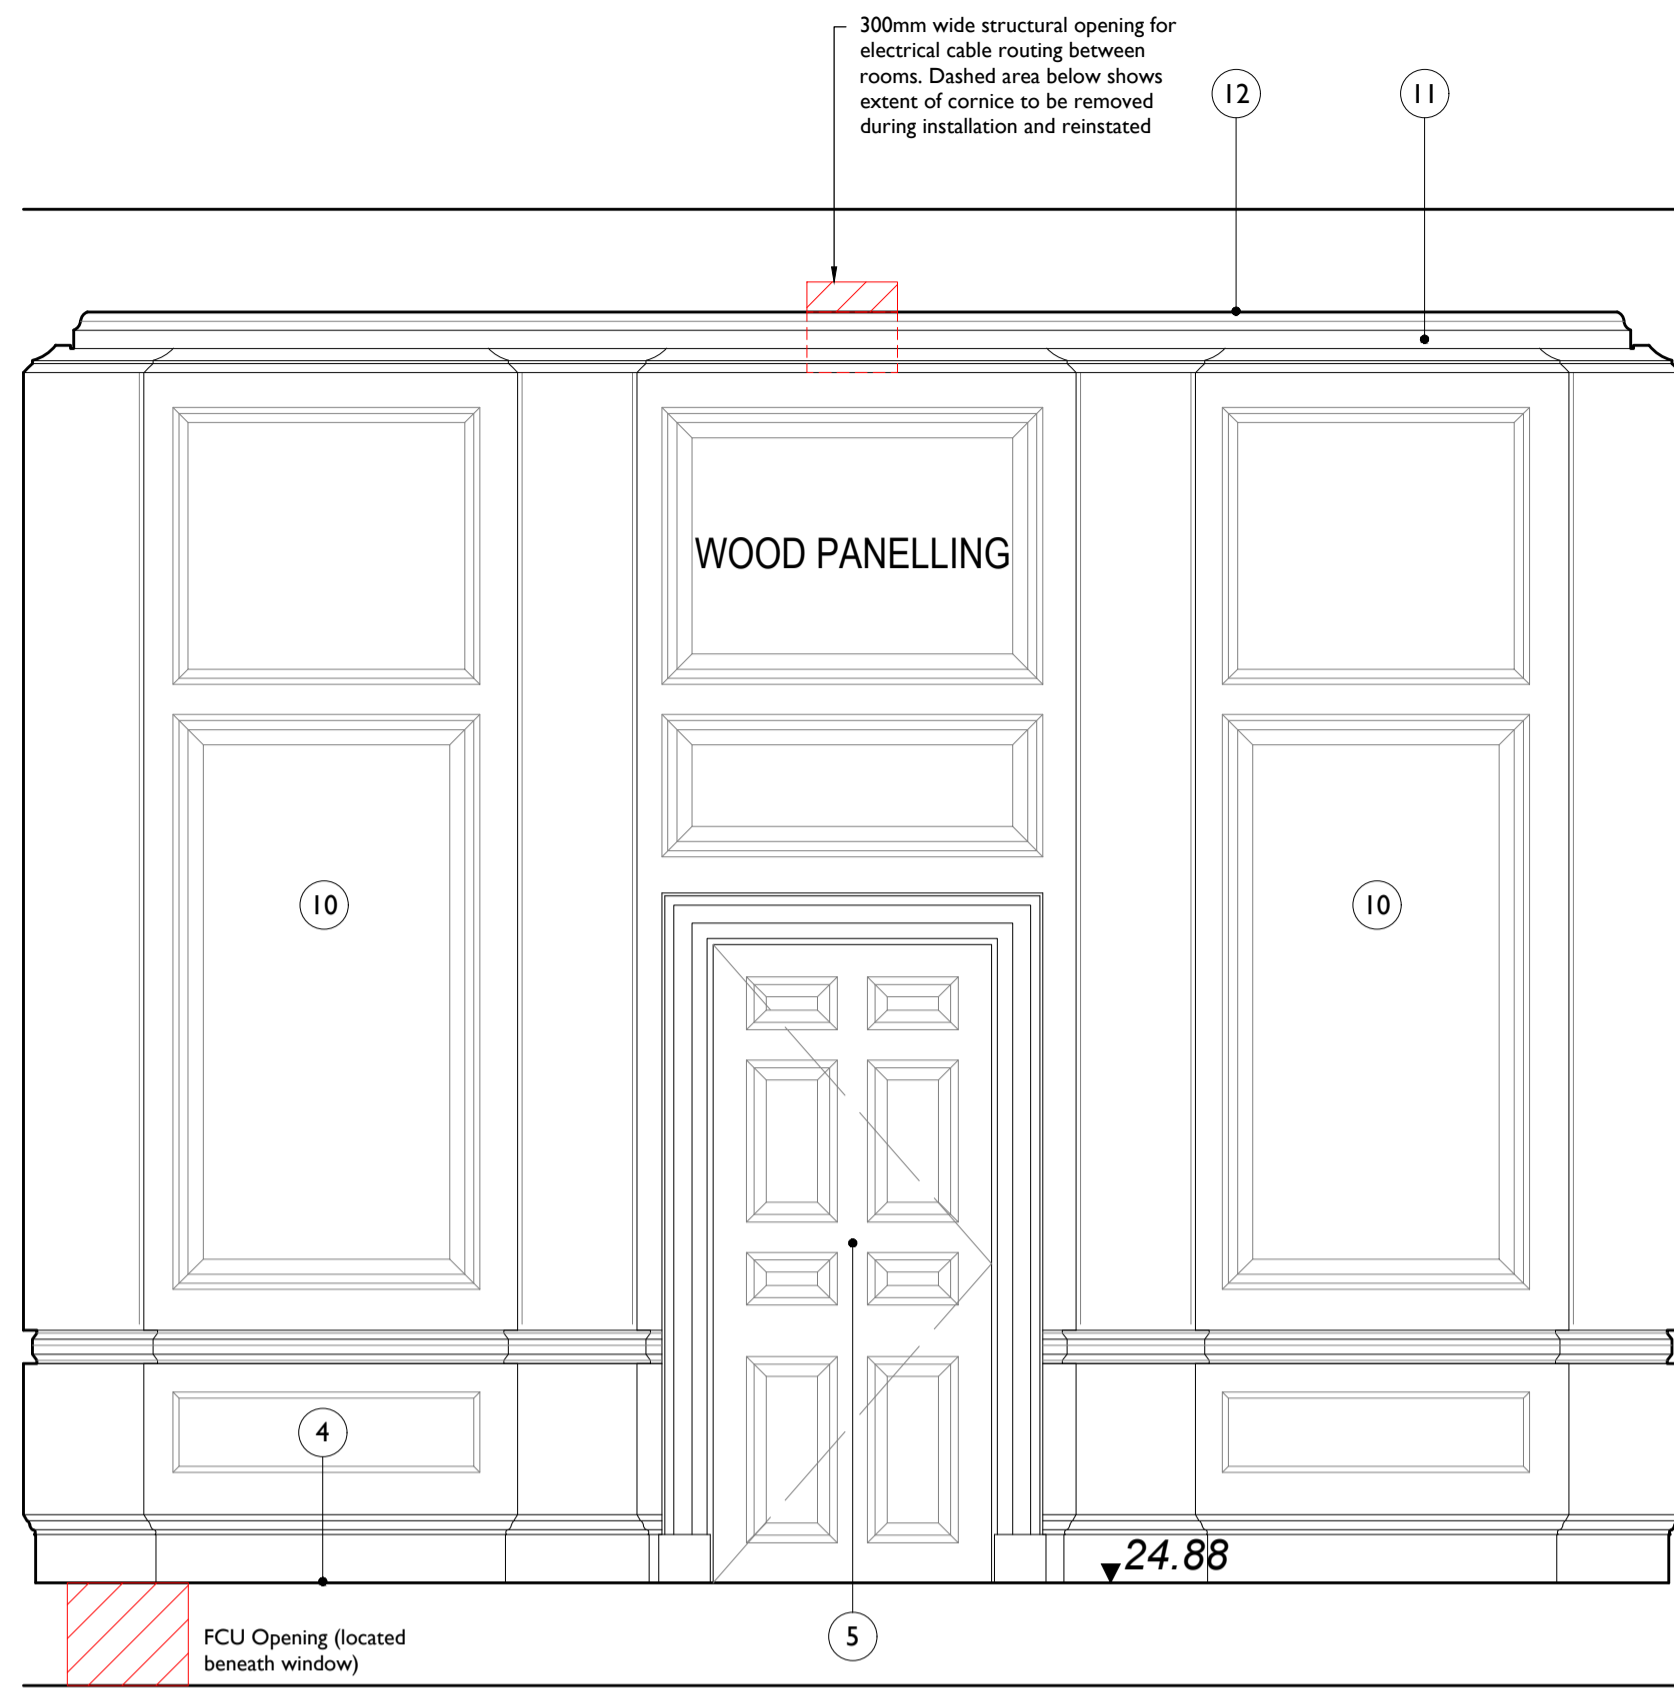 300mm wide structural opening for
electrical cable routing between
rooms. Dashed area below shows
extent of cornice to be removed
during installation and reinstated
12
11
WOOD PANELLING
10
10
4
24.88
FCU Opening (located
beneath window)
5